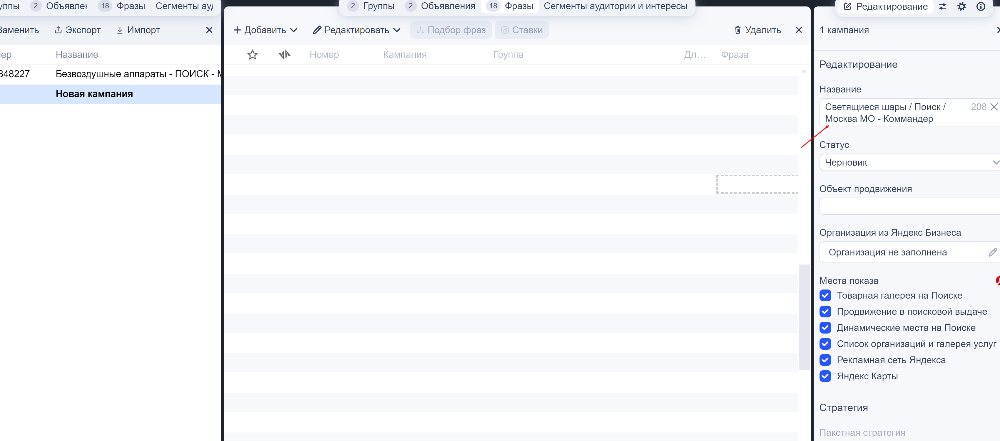 2 Объявлен 18 Фразы Сегменты ауд
Заменить Экспорт Импорт
Название
348227 Безвоздушные аппараты - ПОИСК - М
Новая кампания
2 Группы 2 Объявления 18 Фразы Сегменты аудитории и интересы
Добавить Редактировать Подбор фраз Ставки Удалить
Номер Кампания Группа Дл... Фраза
Редактирование
1 кампания
Редактирование
Название
Светящиеся шары / Поиск / 208
Москва МО - Коммандер
Статус
Черновик
Объект продвижения
Организация из Яндекс Бизнеса
Организация не заполнена
Места показа
Товарная галерея на Поиске
Продвижение в поисковой выдаче
Динамические места на Поиске
Список организаций и галерея услуг
Рекламная сеть Яндекса
Яндекс Карты
Стратегия
Пакетная стратегия